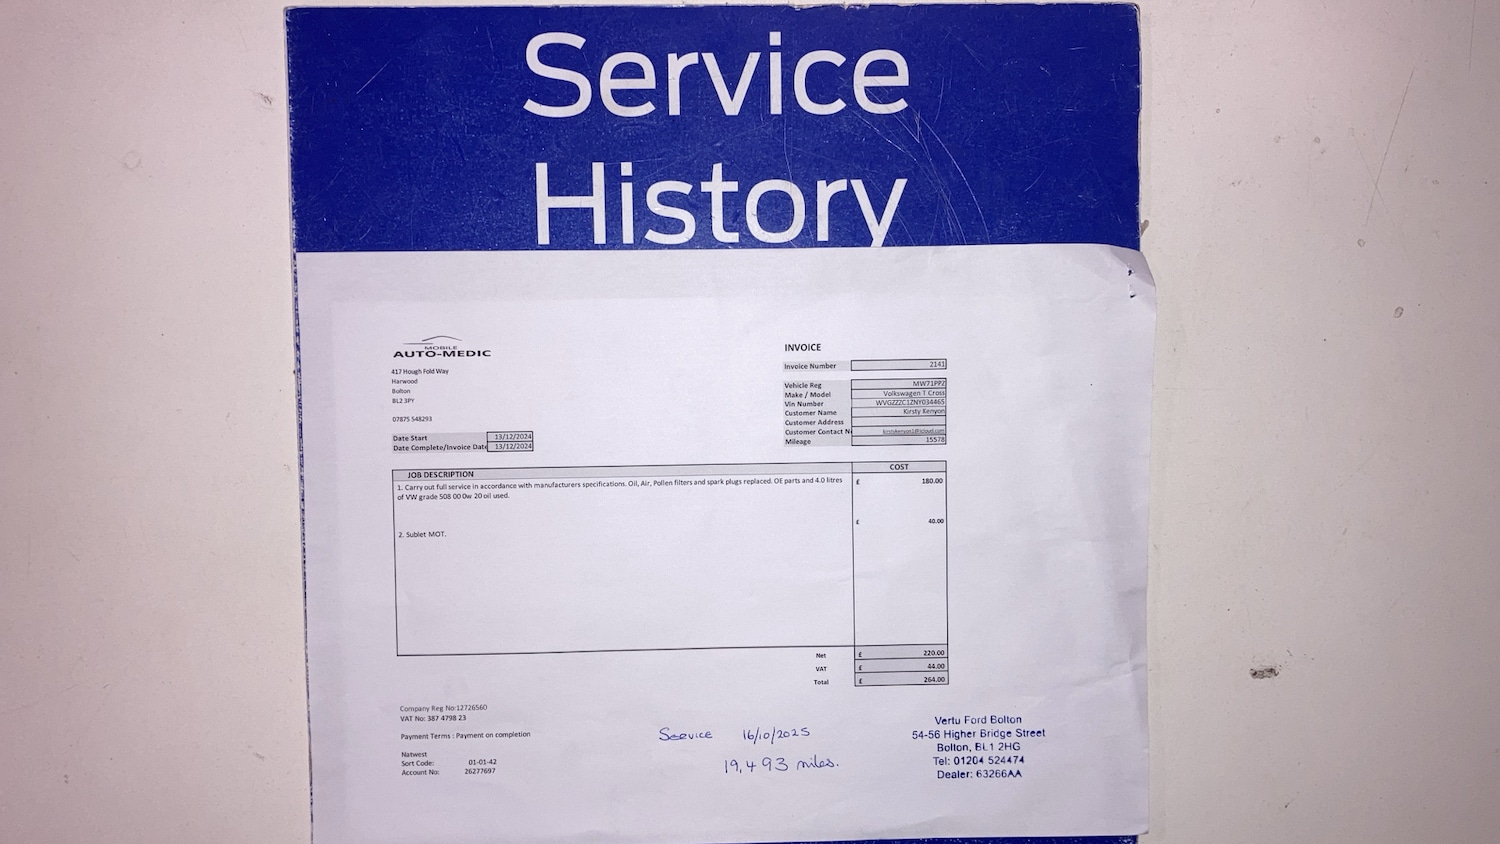 Service
History
MOBILE
AUTO-MEDIC
417 Hough Fold Way
Harwood
Bolton
BL2 3PY
07875 548293
Date Start 13/12/2024
Date Complete/Invoice Date 13/12/2024
INVOICE
Invoice Number 2141
Vehicle Reg MW71PPZ
Make / Model Volkswagen T Cross
Vin Number WVGZZZC1ZNY034465
Customer Name Kirsty Kenyon
Customer Address
Customer Contact N kirstykenyon1@icloud.com
Mileage 15578
JOB DESCRIPTION COST
1. Carry out full service in accordance with manufacturers specifications. Oil, Air, Pollen filters and spark plugs replaced. OE parts and 4.0 litres £ 180.00
of VW grade 508 00 0w 20 oil used.
£ 40.00
2. Sublet MOT.
Net £ 220.00
VAT £ 44.00
Total £ 264.00
Company Reg No:12726560
VAT No: 387 4798 23
Payment Terms : Payment on completion
Natwest
Sort Code: 01-01-42
Account No: 26277697
Service 16/10/2025
19,493 miles.
Vertu Ford Bolton
54-56 Higher Bridge Street
Bolton, BL1 2HG
Tel: 01204 524474
Dealer: 63266AA